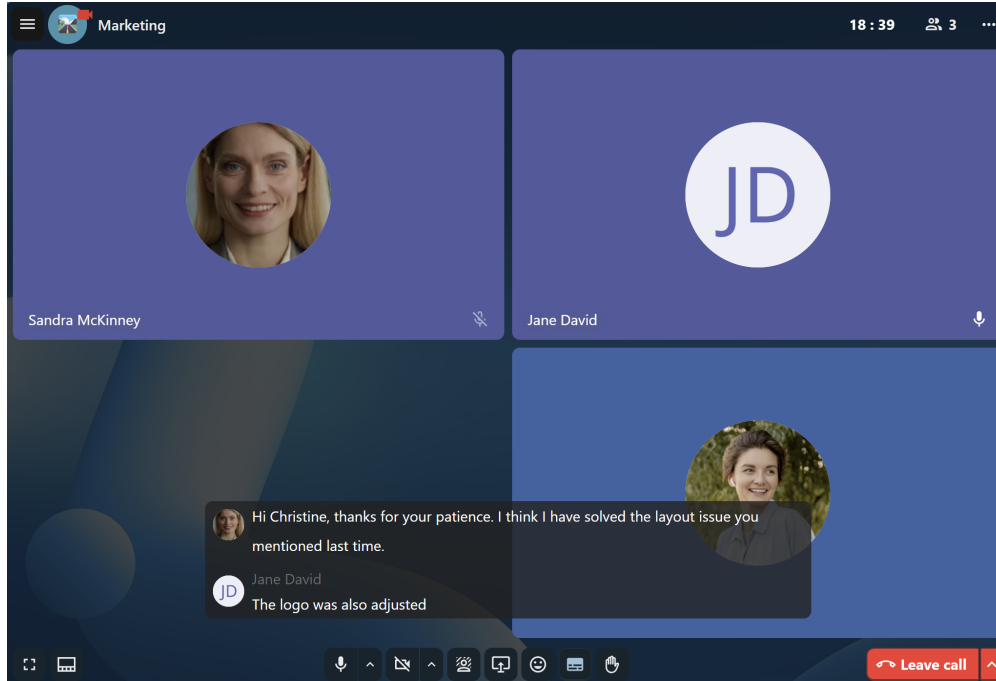 Marketing
18 : 39
3
JD
Sandra McKinney
Jane David
Hi Christine, thanks for your patience. I think I have solved the layout issue you
mentioned last time.
Jane David
JD
The logo was also adjusted
Leave call